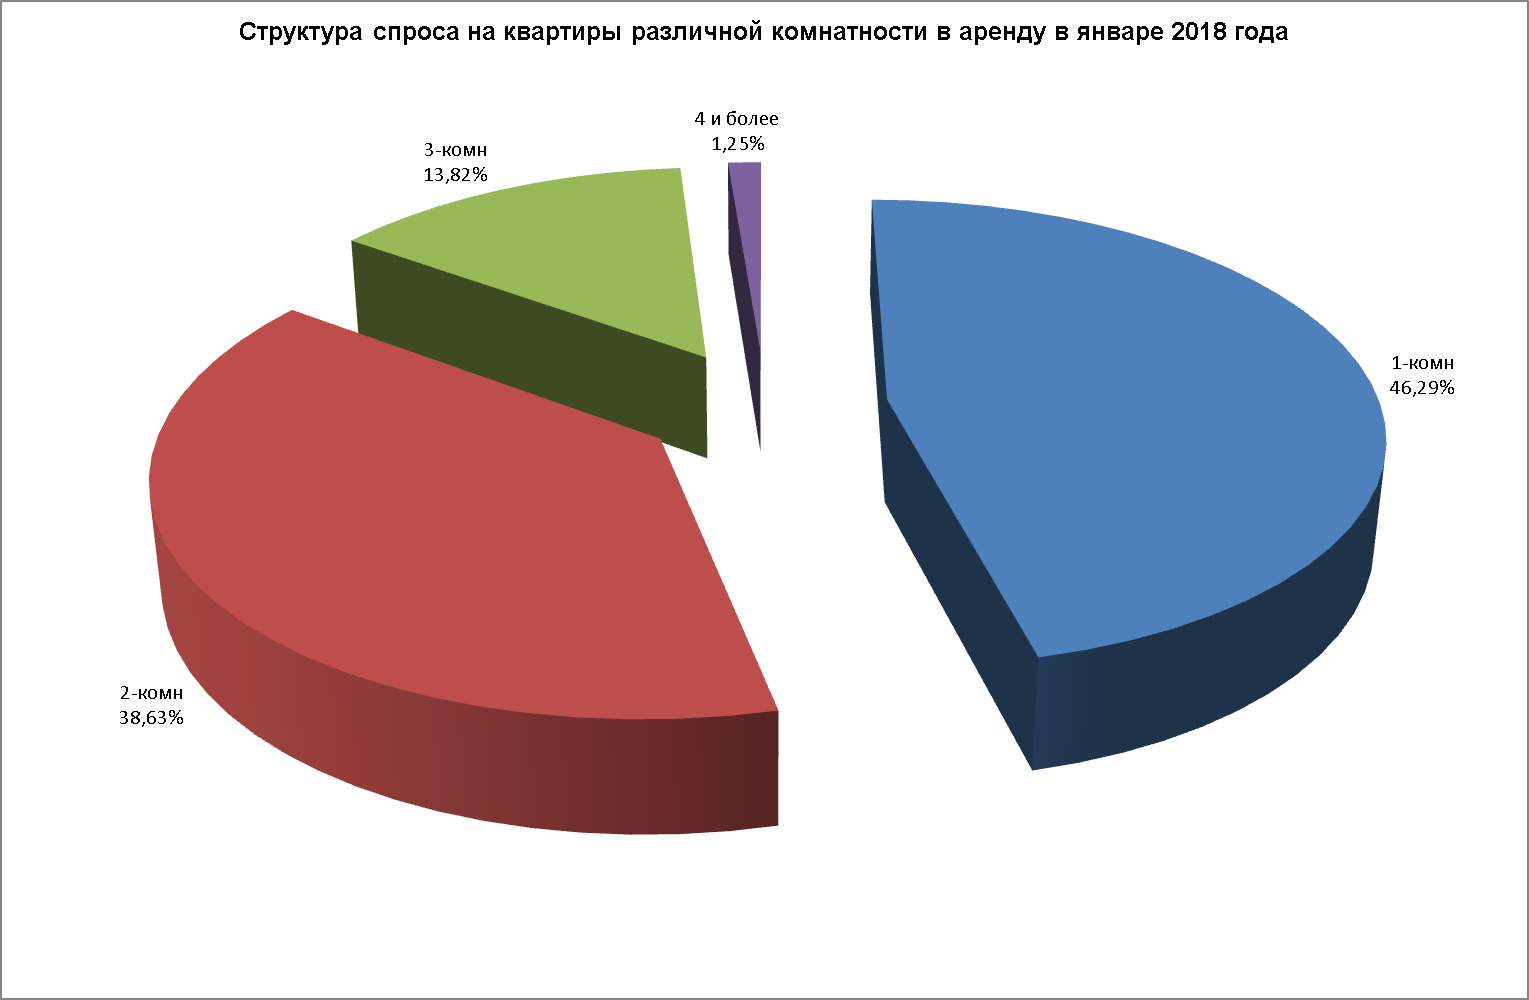 Структура спроса на квартиры различной комнатности в аренду в январе 2018 года
4 и более
1,25%
3-комн
13,82%
1-комн
46,29%
2-комн
38,63%